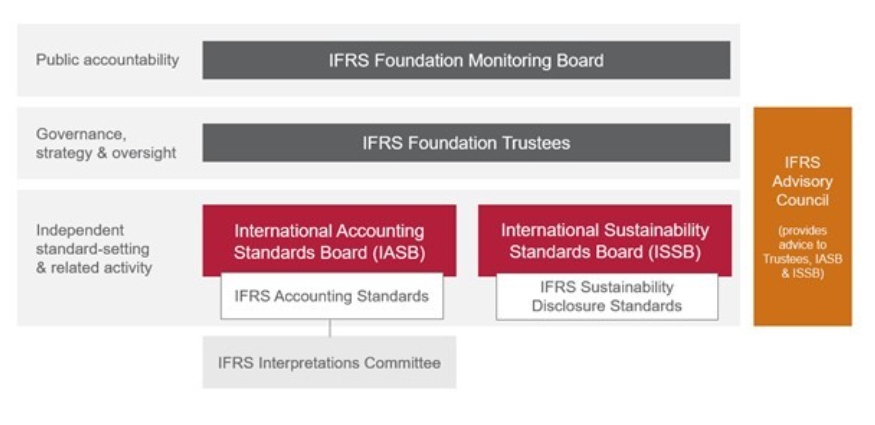 Public accountability
IFRS Foundation Monitoring Board
Governance,
strategy & oversight
IFRS Foundation Trustees
Independent
standard-setting
& related activity
International Accounting
Standards Board (IASB)
IFRS Accounting Standards
International Sustainability
Standards Board (ISSB)
IFRS Sustainability
Disclosure Standards
IFRS Interpretations Committee
IFRS
Advisory
Council
(provides
advice to
Trustees, IASB
& ISSB)